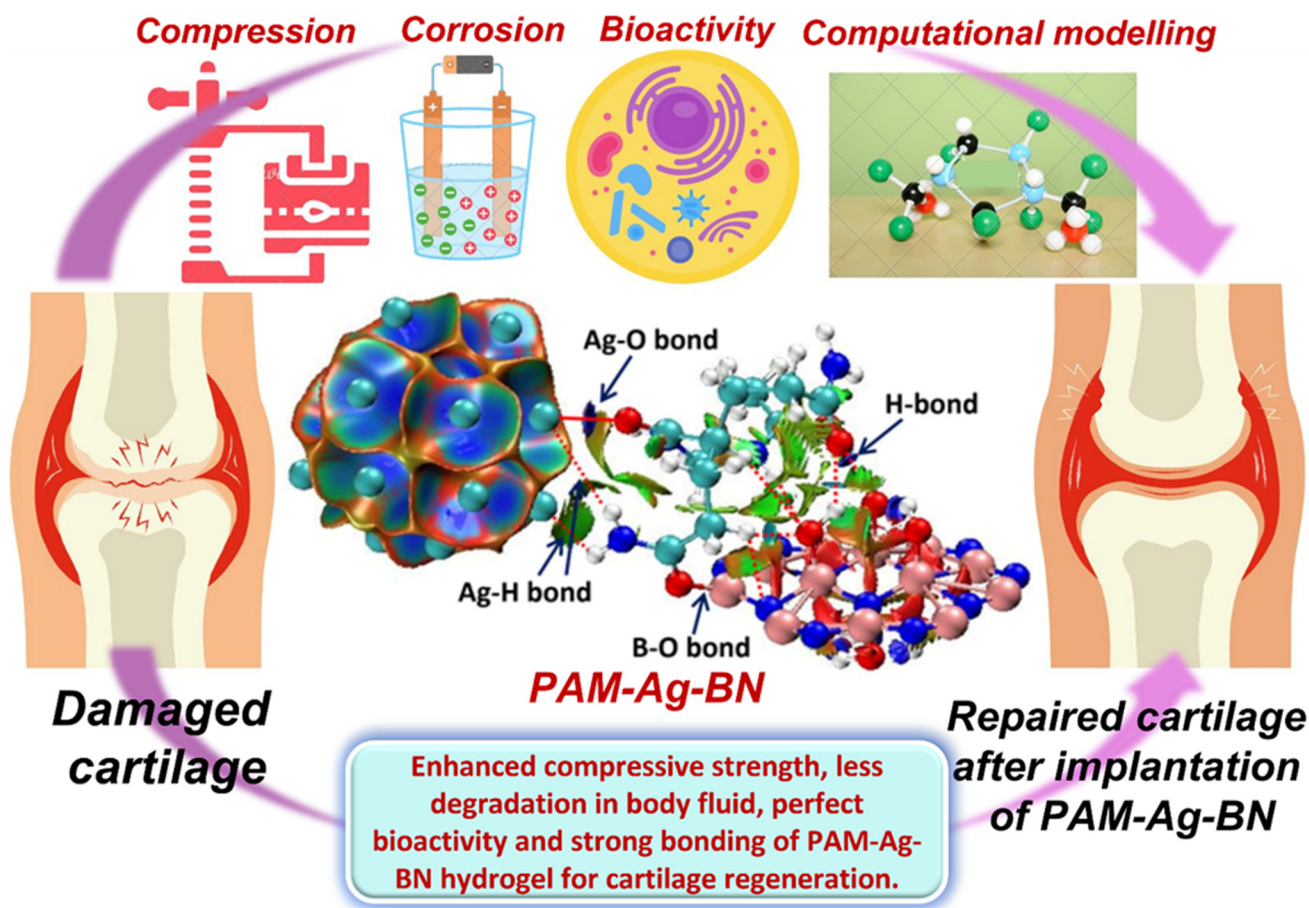 Compression
Corrosion
Bioactivity
Computational modelling
Ag-O bond
H-bond
Ag-H bond
B-O bond
PAM-Ag-BN
Damaged
cartilage
Repaired cartilage
after implantation
of PAM-Ag-BN
Enhanced compressive strength, less
degradation in body fluid, perfect
bioactivity and strong bonding of PAM-Ag-
BN hydrogel for cartilage regeneration.